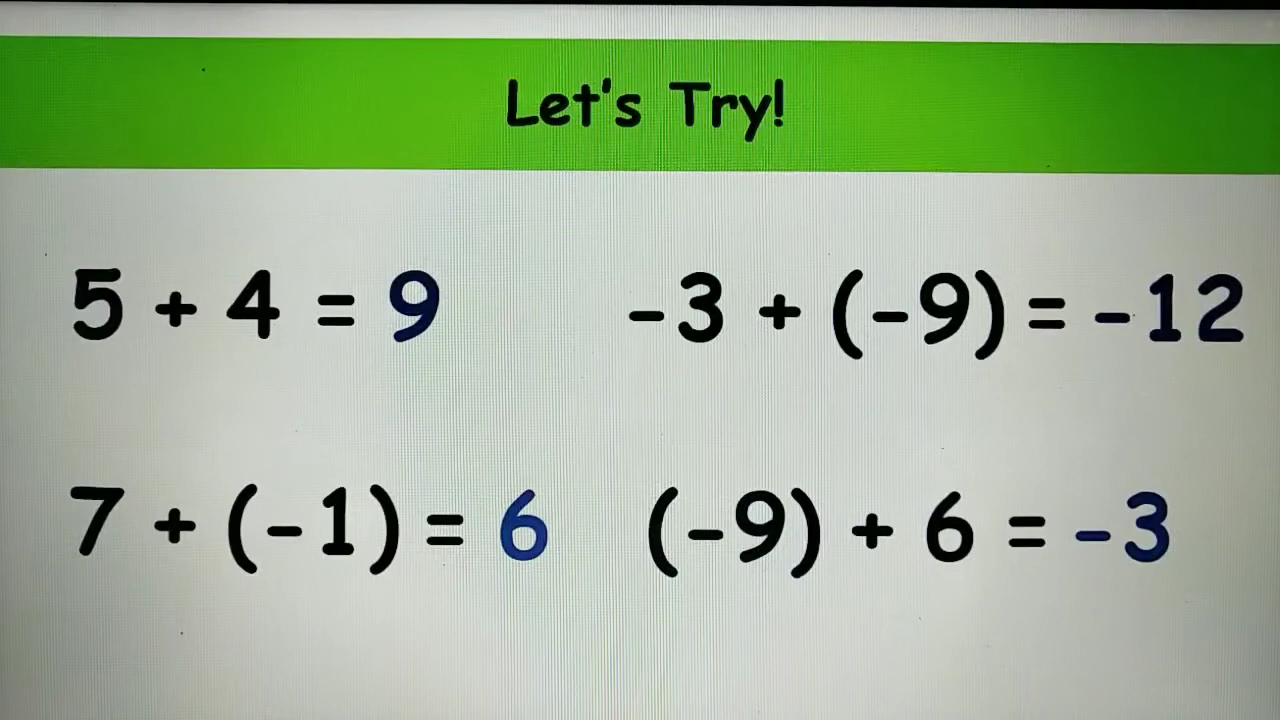 Let's Try!
5 + 4 = 9
-3 + (-9) = -12
7 + (-1) = 6
(-9) + 6 = -3